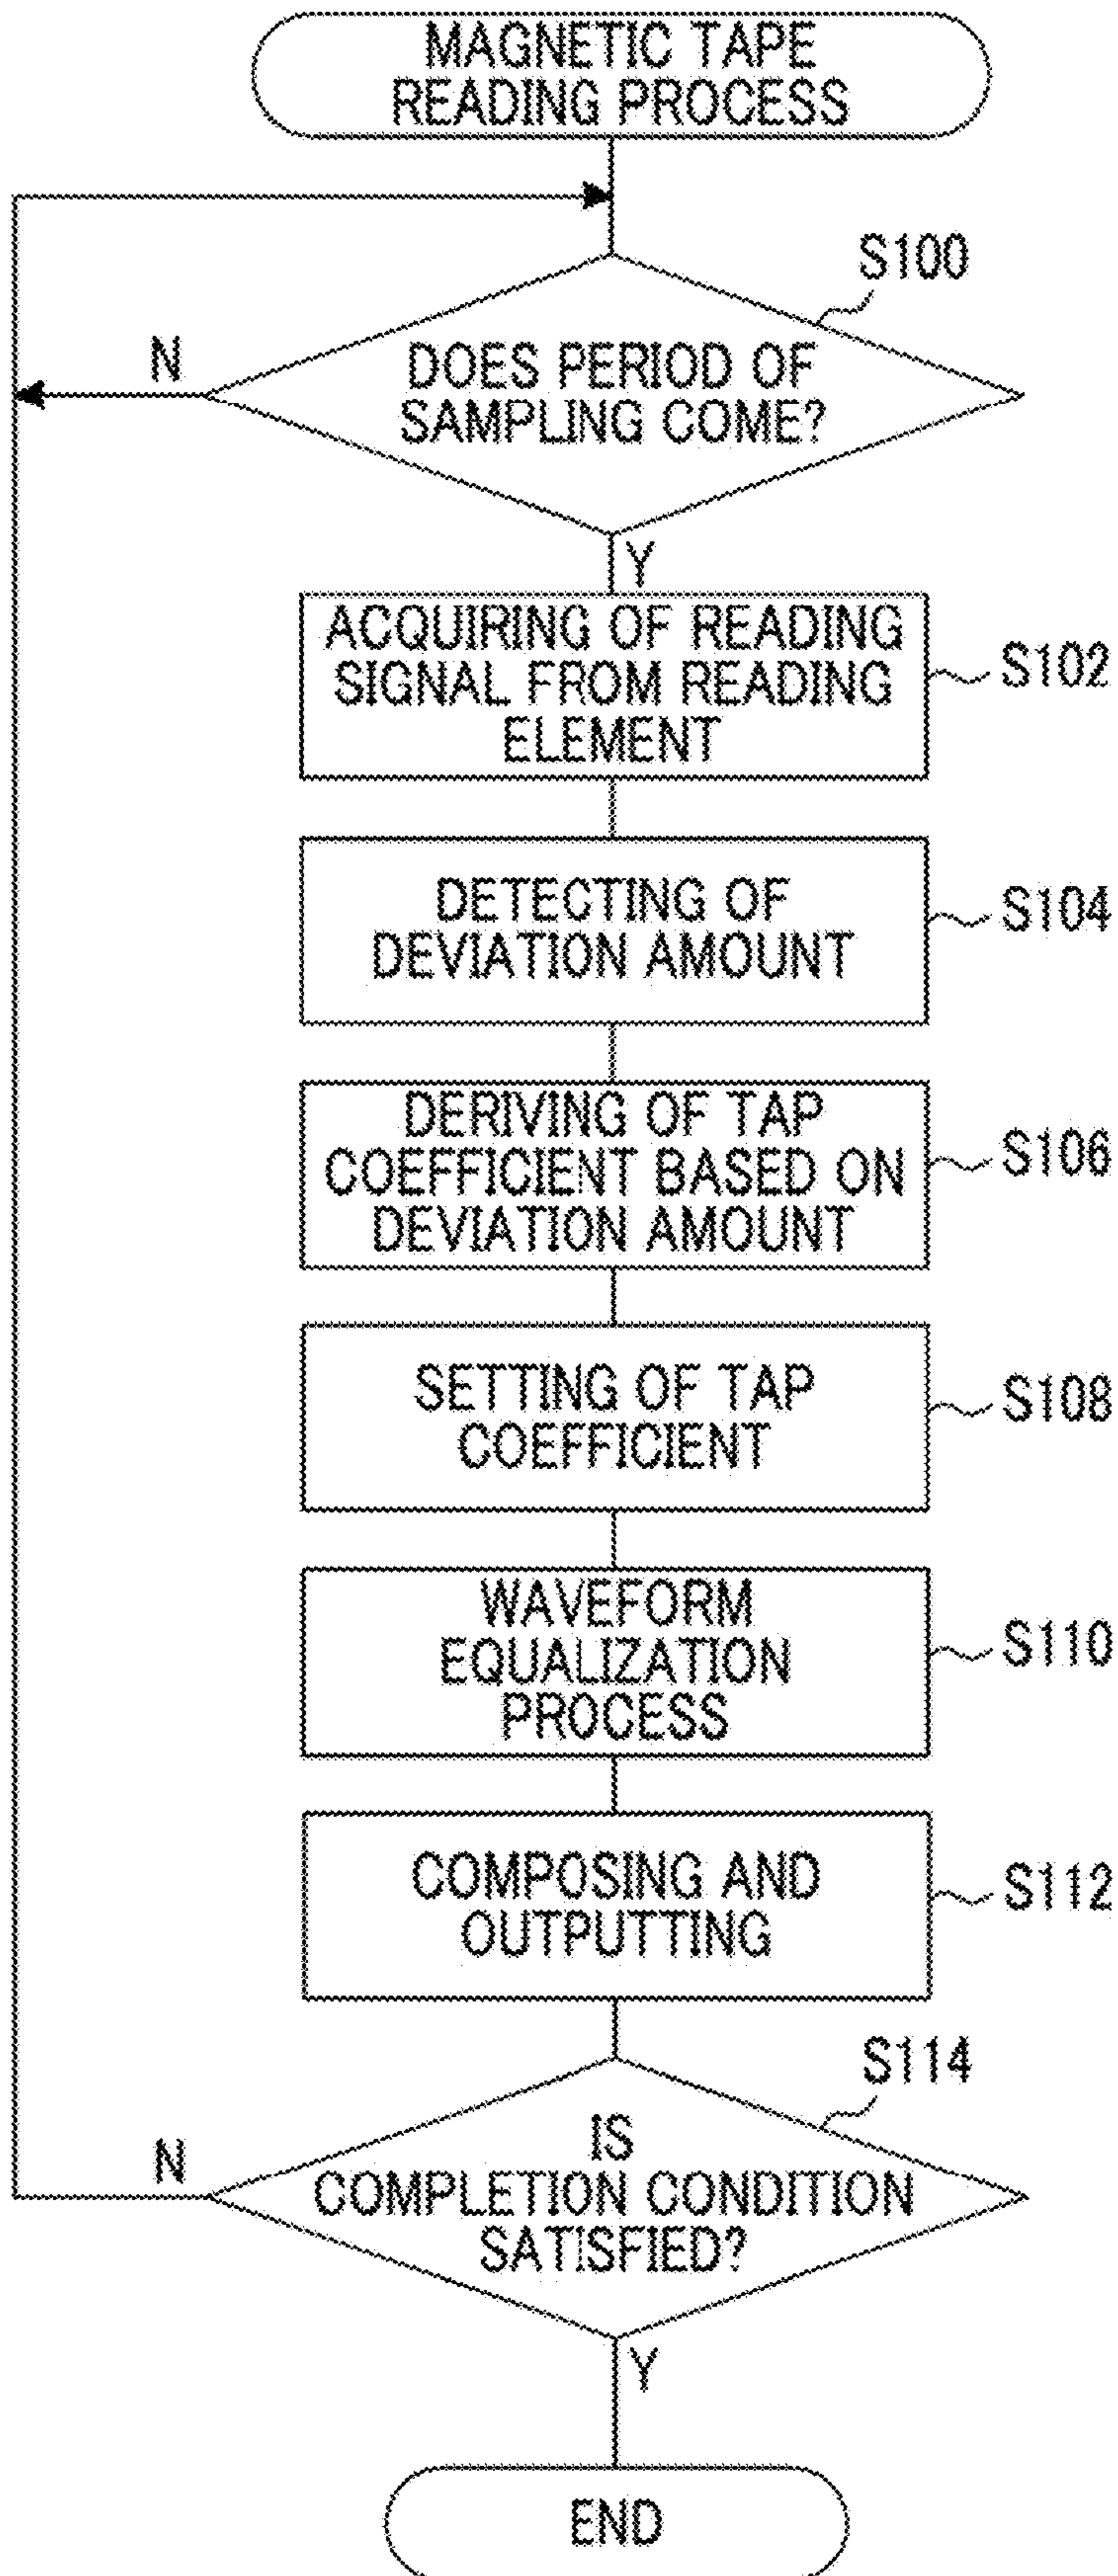 MAGNETIC TAPE
READING PROCESS
S100
N
DOES PERIOD OF
SAMPLING COME?
Y
ACQUIRING OF READING
SIGNAL FROM READING
ELEMENT
S102
DETECTING OF
DEVIATION AMOUNT
S104
DERIVING OF TAP
COEFFICIENT BASED ON
DEVIATION AMOUNT
S106
SETTING OF TAP
COEFFICIENT
S108
WAVEFORM
EQUALIZATION
PROCESS
S110
COMPOSING AND
OUTPUTTING
S112
S114
N
IS
COMPLETION CONDITION
SATISFIED?
Y
END